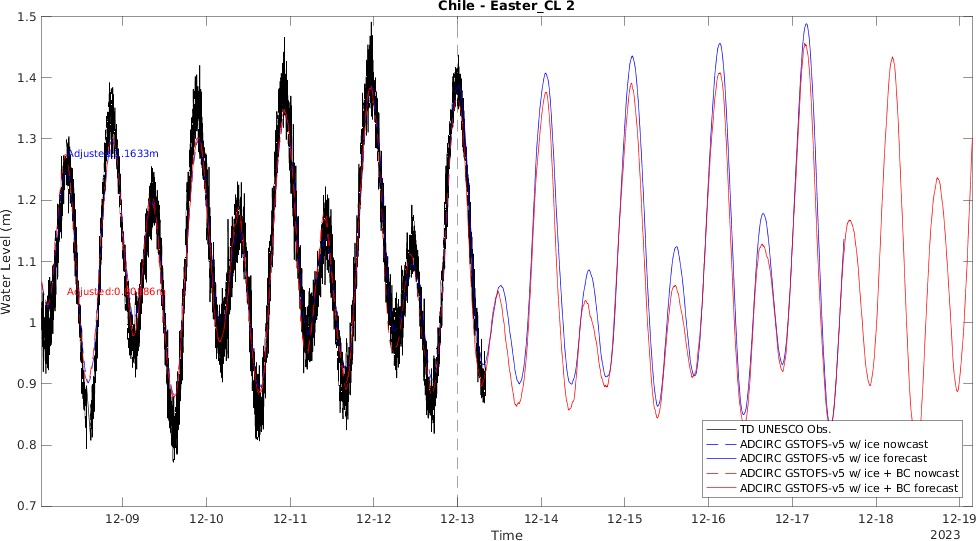 Chile - Easter_CL 2
1.5
1.4
1.3
1.2
1.1
1
0.9
0.8
0.7
Water Level (m)
12-09
12-10
12-11
12-12
12-13
12-14
12-15
12-16
12-17
12-18
12-19
Time
2023
TD UNESCO Obs.
ADCIRC GSTOFS-v5 w/ ice nowcast
ADCIRC GSTOFS-v5 w/ ice forecast
ADCIRC GSTOFS-v5 w/ ice + BC nowcast
ADCIRC GSTOFS-v5 w/ ice + BC forecast